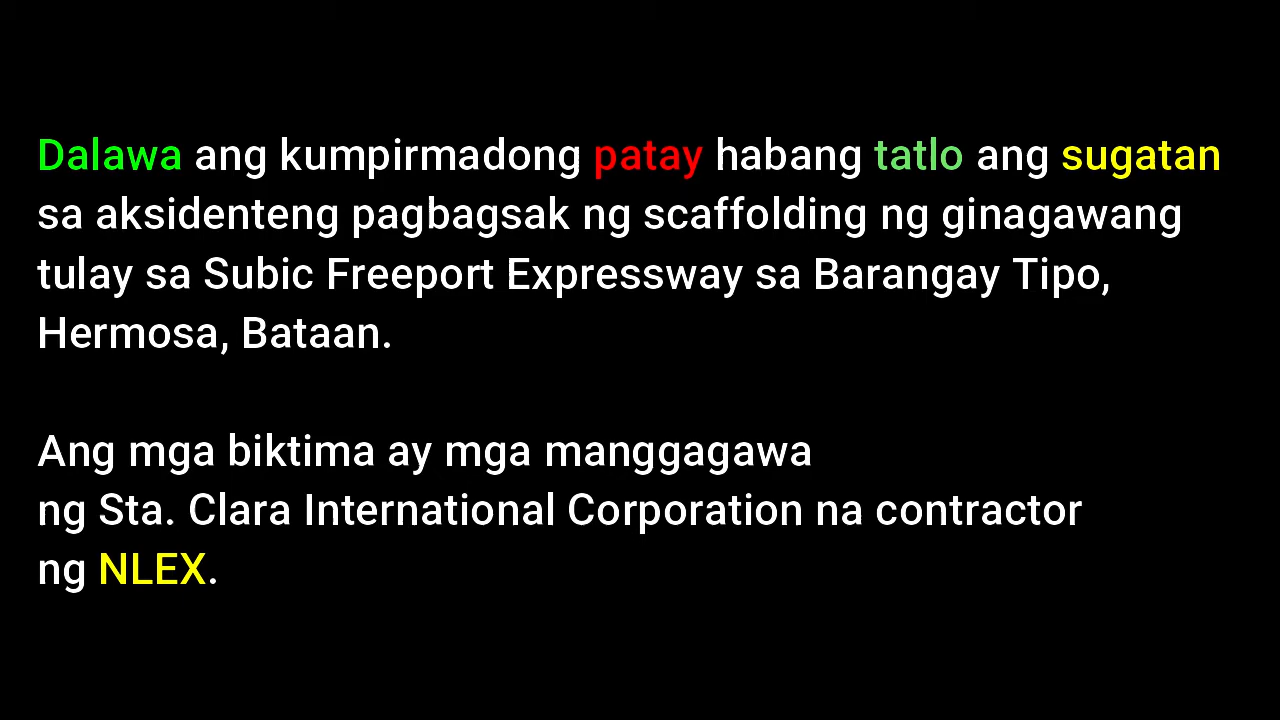 Dalawa ang kumpirmadong patay habang tatlo ang sugatan
sa aksidenteng pagbagsak ng scaffolding ng ginagawang
tulay sa Subic Freeport Expressway sa Barangay Tipo,
Hermosa, Bataan.
Ang mga biktima ay mga manggagawa
ng Sta. Clara International Corporation na contractor
ng NLEX.